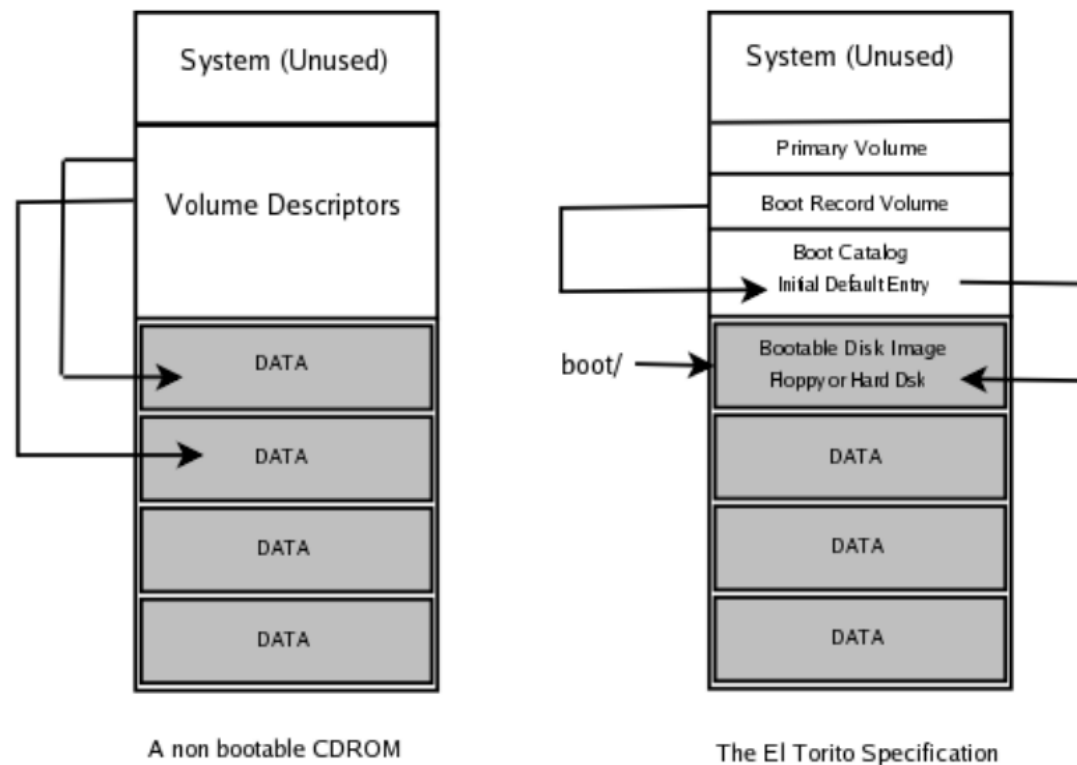 System (Unused)
Volume Descriptors
DATA
DATA
DATA
DATA
A non bootable CDROM
System (Unused)
Primary Volume
Boot Record Volume
Boot Catalog
Initial Default Entry
boot/
Bootable Disk Image
Floppy or Hard Dsk
DATA
DATA
DATA
The El Torito Specification